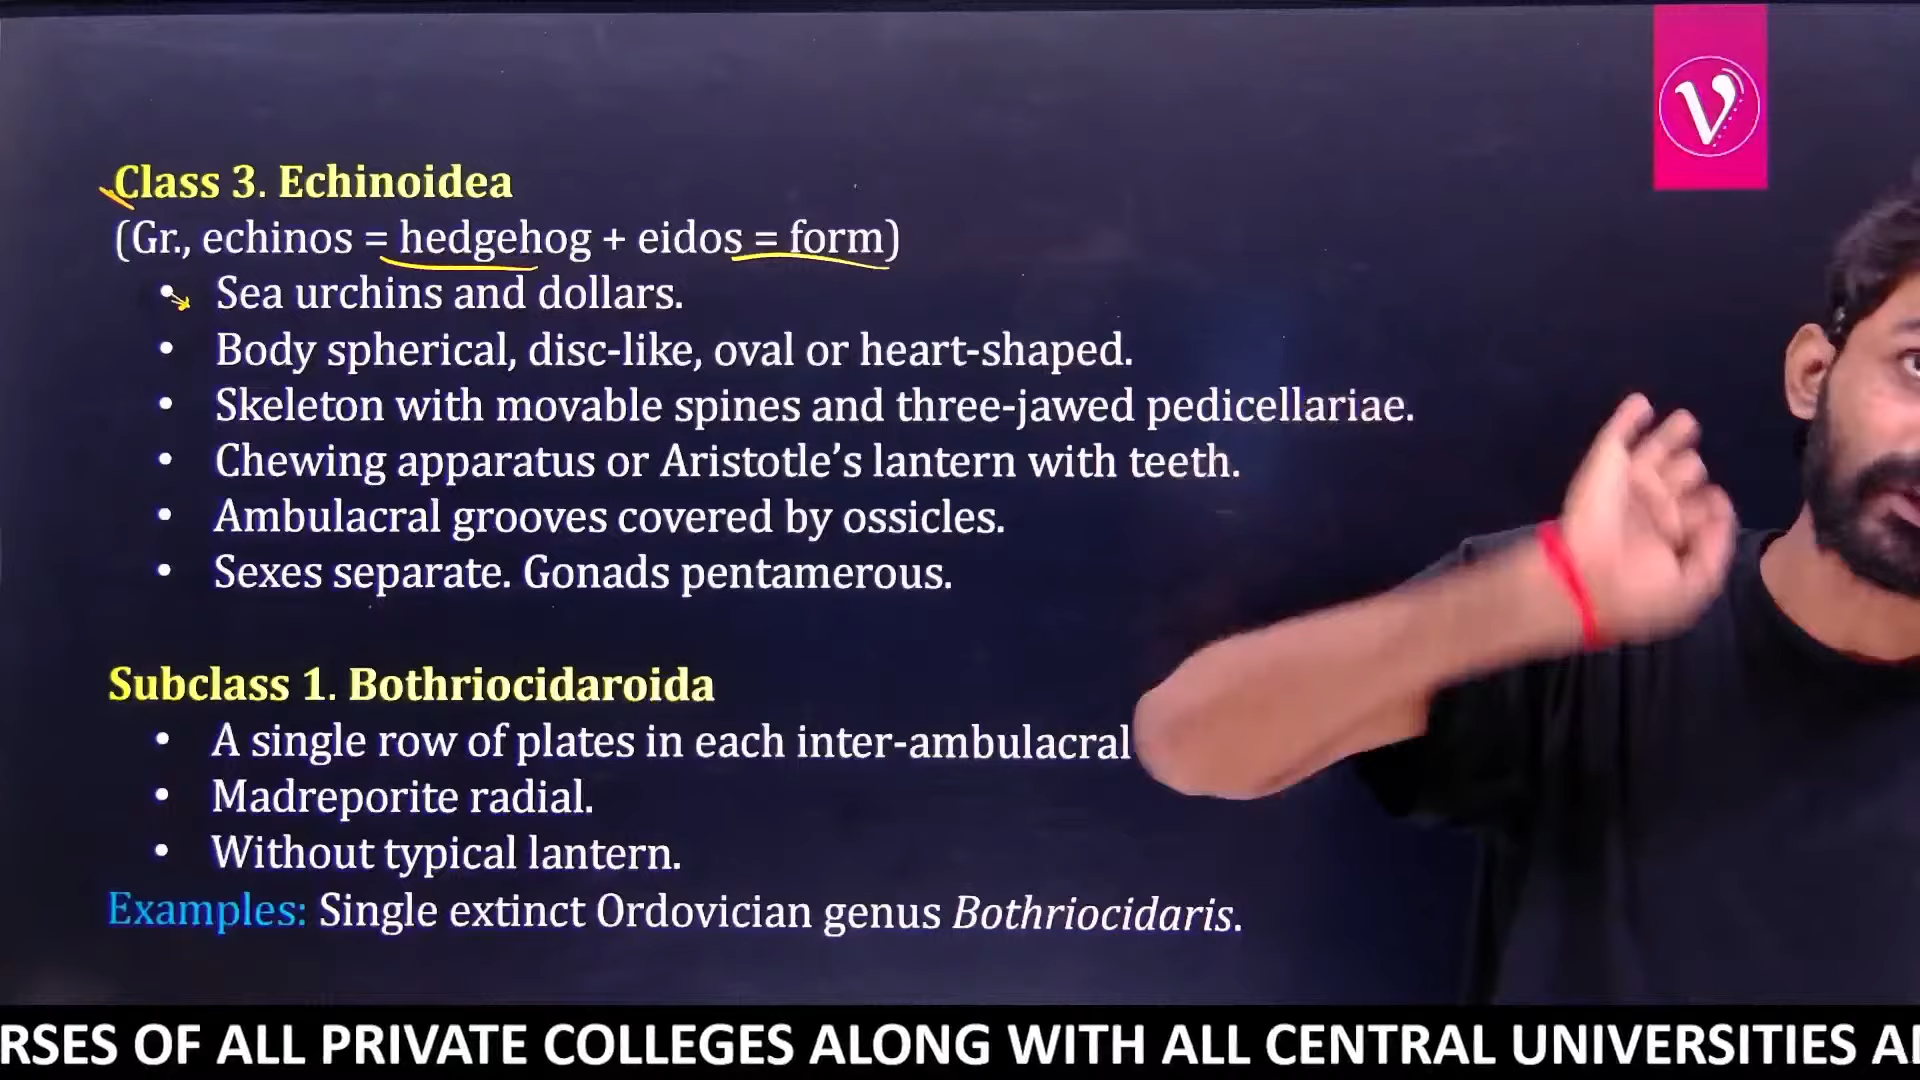 Class 3. Echinoidea
(Gr., echinos = hedgehog + eidos = form)
• Sea urchins and dollars.
• Body spherical, disc-like, oval or heart-shaped.
• Skeleton with movable spines and three-jawed pedicellariae.
• Chewing apparatus or Aristotle's lantern with teeth.
• Ambulacral grooves covered by ossicles.
• Sexes separate. Gonads pentamerous.
Subclass 1. Bothriocidaroida
• A single row of plates in each inter-ambulacral
• Madreporite radial.
• Without typical lantern.
Examples: Single extinct Ordovician genus Bothriocidaris.
V
RSES OF ALL PRIVATE COLLEGES ALONG WITH ALL CENTRAL UNIVERSITIES A